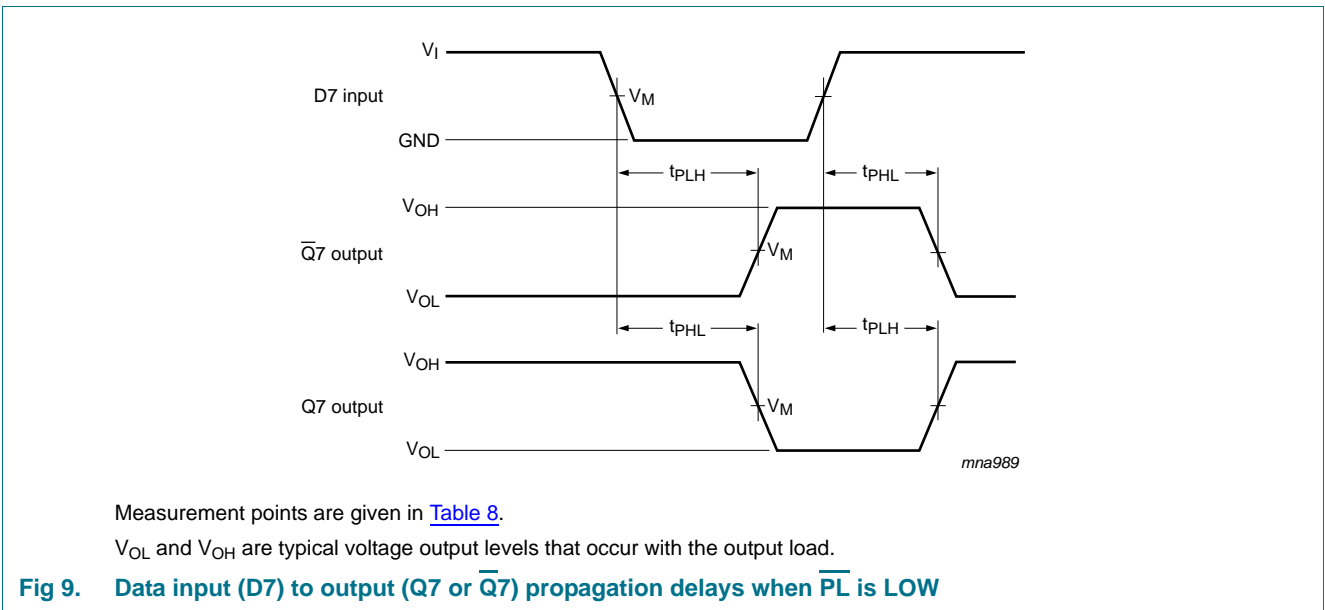 V_I
D7 input
V_M
GND
t_PLH
t_PHL
V_OH
Q̅7 output
V_M
V_OL
t_PHL
t_PLH
V_OH
Q7 output
V_M
V_OL
mna989
Measurement points are given in Table 8.
V_OL and V_OH are typical voltage output levels that occur with the output load.
Fig 9. Data input (D7) to output (Q7 or Q̅7) propagation delays when P̅L̅ is LOW